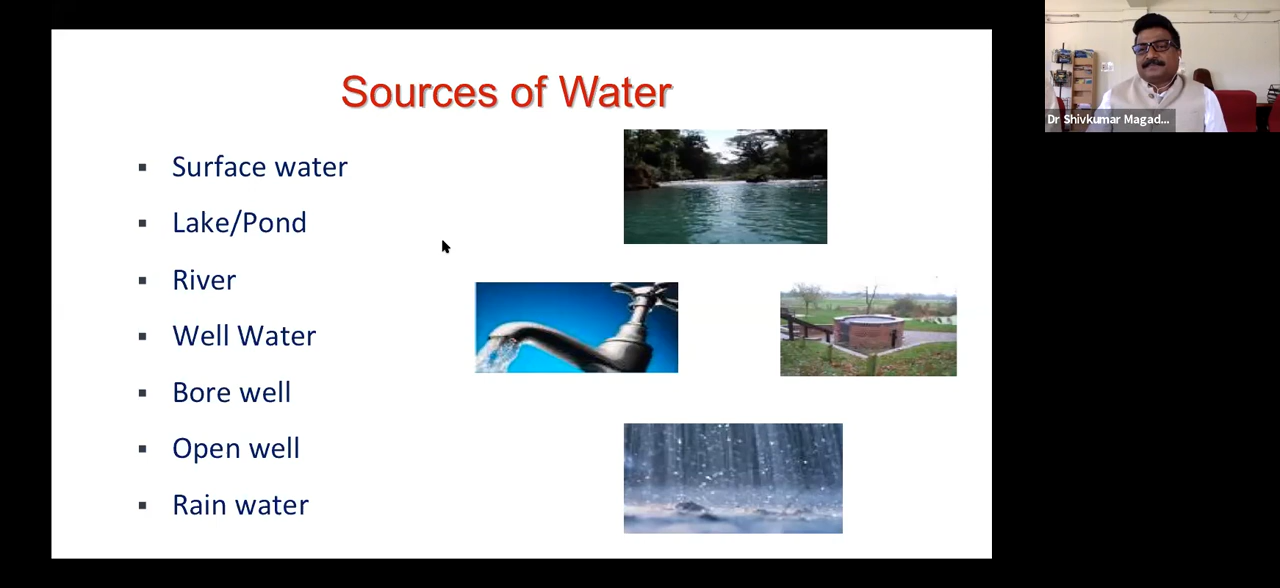 Sources of Water
Surface water
Lake/Pond
River
Well Water
Bore well
Open well
Rain water
Dr Shivkumar Magad...